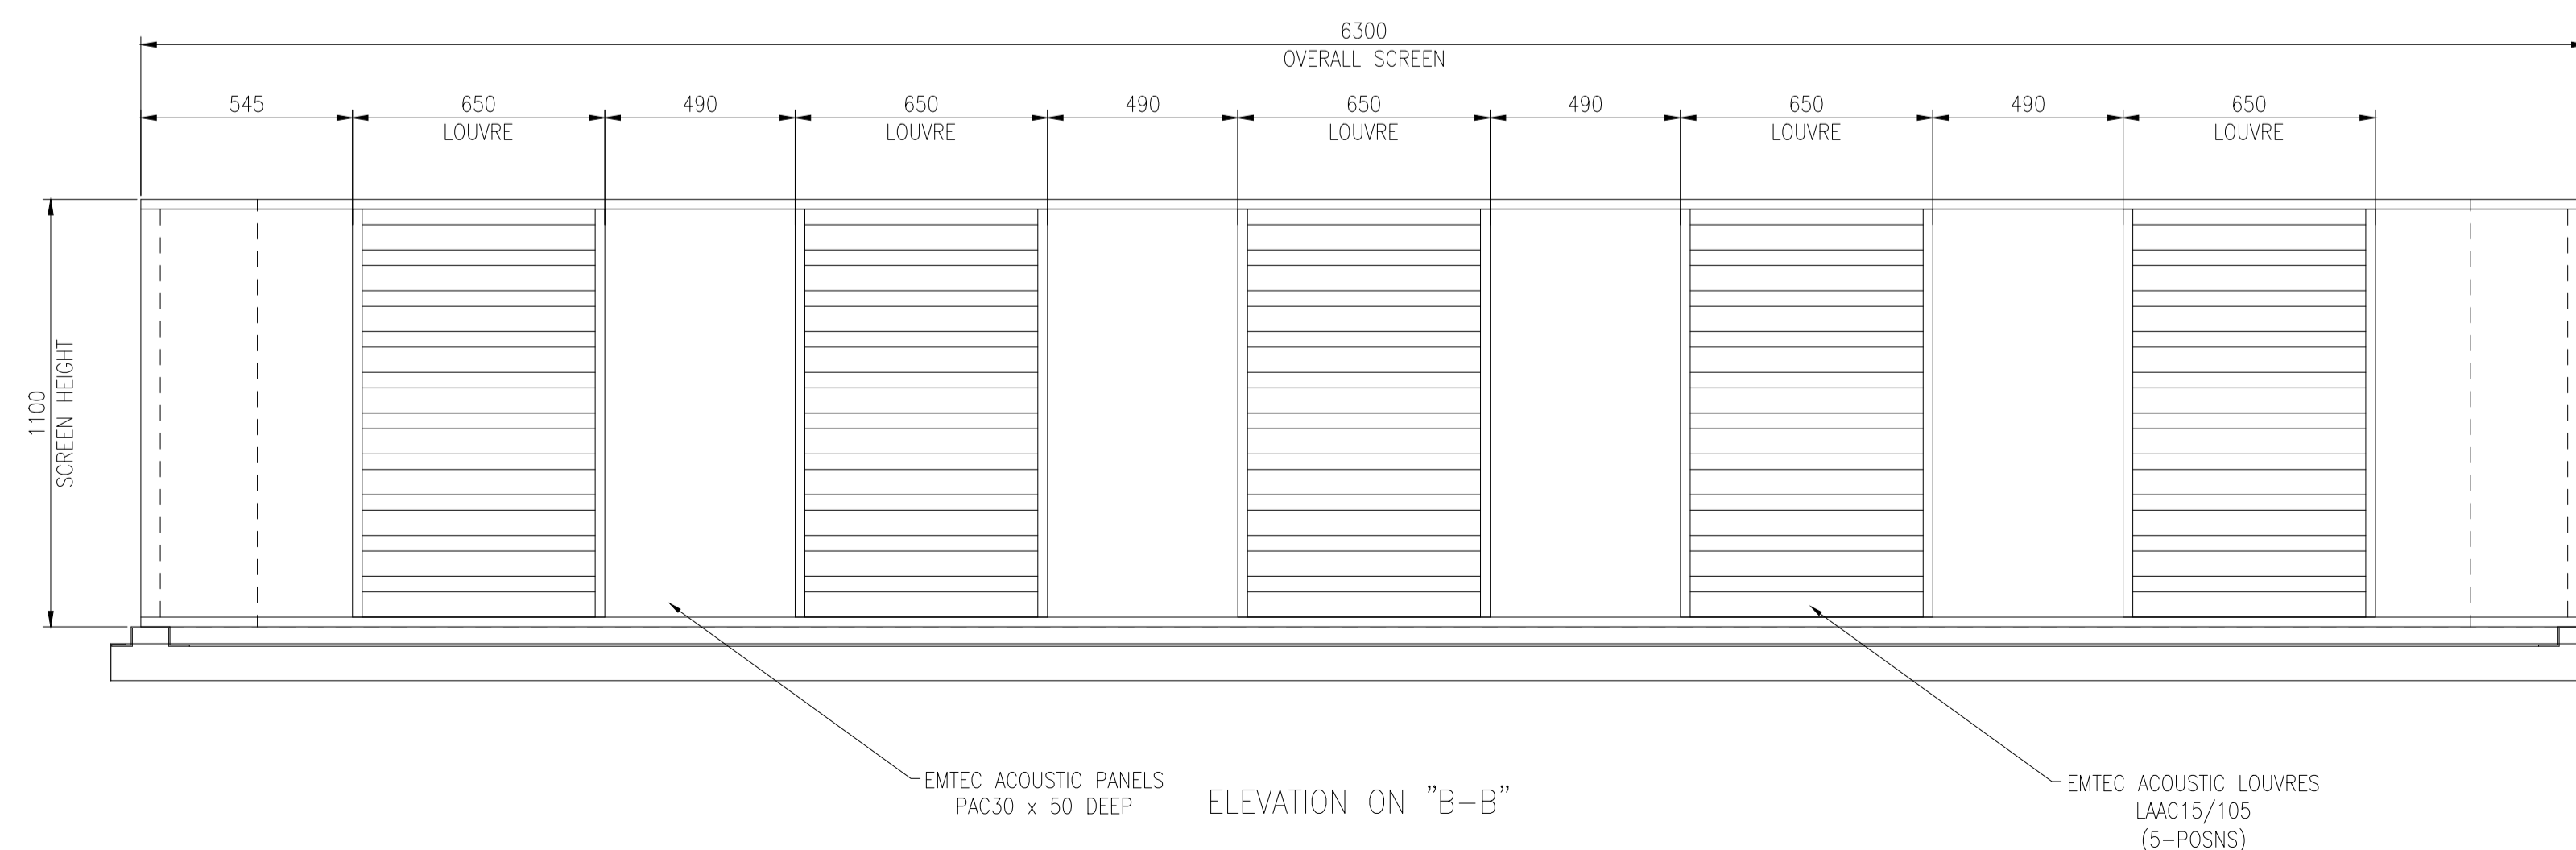 6300
OVERALL SCREEN
545
650
490
650
490
650
490
650
490
650
LOUVRE
LOUVRE
LOUVRE
LOUVRE
LOUVRE
1100
SCREEN HEIGHT
EMTEC ACOUSTIC PANELS
PAC30 x 50 DEEP
ELEVATION ON "B-B"
EMTEC ACOUSTIC LOUVRES
LAAC15/105
(5-POSNS)